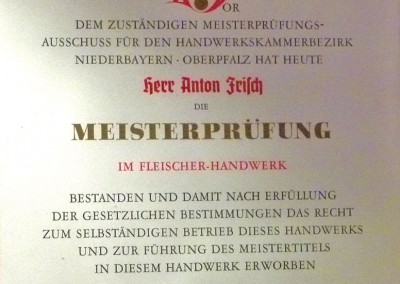 VOR
DEM ZUSTÄNDIGEN MEISTERPRÜFUNGS-
AUSSCHUSS FÜR DEN HANDWERKSKAMMERBEZIRK
NIEDERBAYERN · OBERPFALZ HAT HEUTE
Herr Anton Frisch
DIE
MEISTERPRÜFUNG
IM FLEISCHER-HANDWERK
BESTANDEN UND DAMIT NACH ERFÜLLUNG
DER GESETZLICHEN BESTIMMUNGEN DAS RECHT
ZUM SELBSTÄNDIGEN BETRIEB DIESES HANDWERKS
UND ZUR FÜHRUNG DES MEISTERTITELS
IN DIESEM HANDWERK ERWORBEN